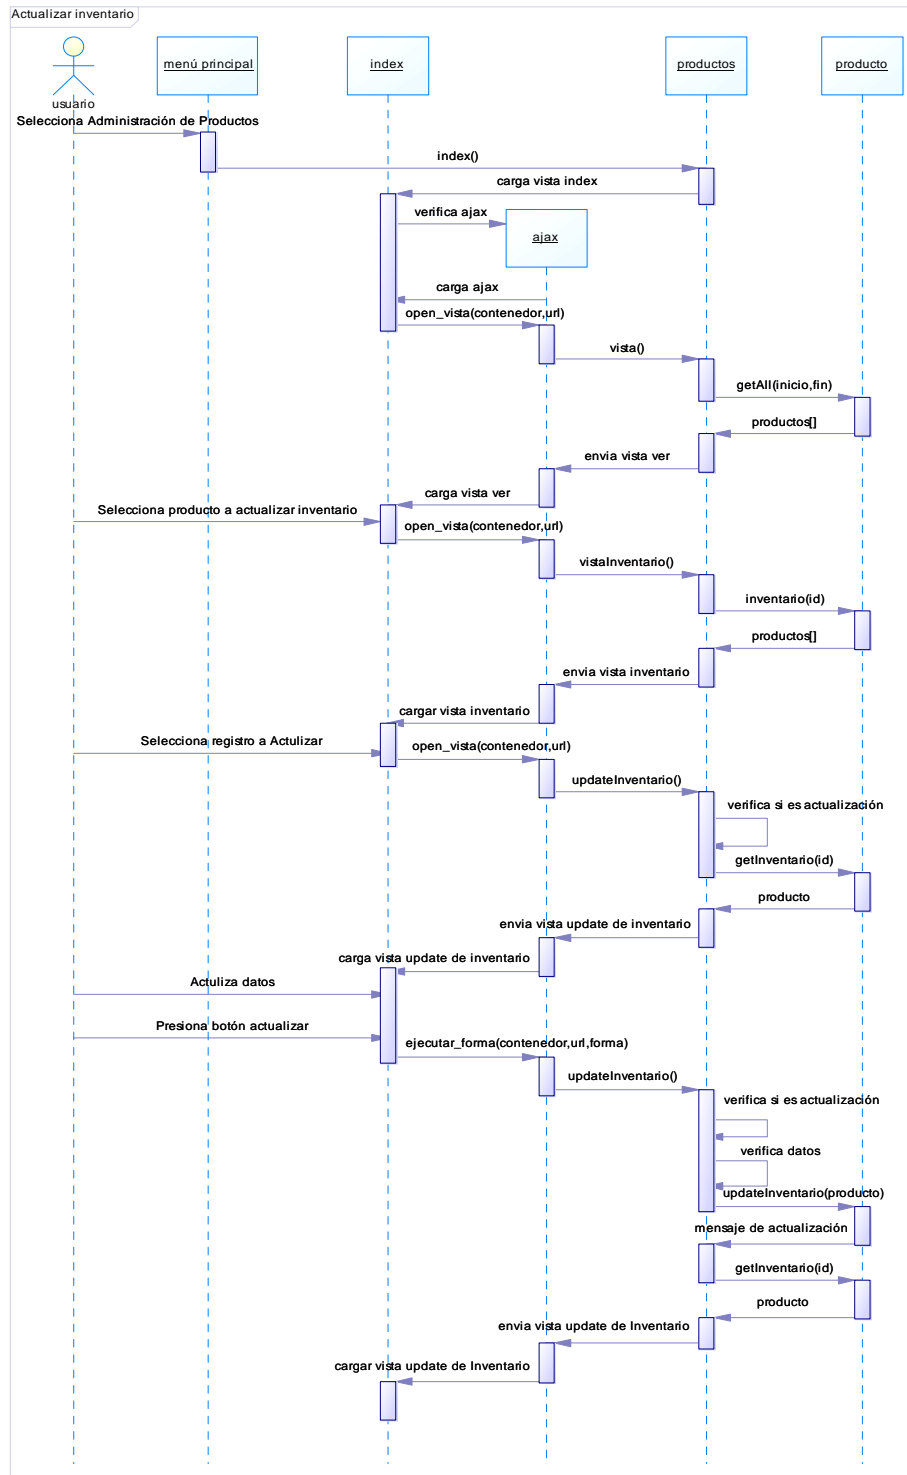 Actualizar inventario
usuario
menú principal
index
productos
producto
Selecciona Administración de Productos
index()
carga vista index
verifica ajax
ajax
carga ajax
open_vista(contenedor,url)
vista()
getAll(inicio,fin)
productos[]
envia vista ver
carga vista ver
Selecciona producto a actualizar inventario
open_vista(contenedor,url)
vistaInventario()
inventario(id)
productos[]
envia vista inventario
cargar vista inventario
Selecciona registro a Actulizar
open_vista(contenedor,url)
updateInventario()
verifica si es actualización
getInventario(id)
producto
envia vista update de inventario
carga vista update de inventario
Actuliza datos
Presiona botón actualizar
ejecutar_forma(contenedor,url,forma)
updateInventario()
verifica si es actualización
verifica datos
updateInventario(producto)
mensaje de actualización
getInventario(id)
producto
envia vista update de Inventario
cargar vista update de Inventario